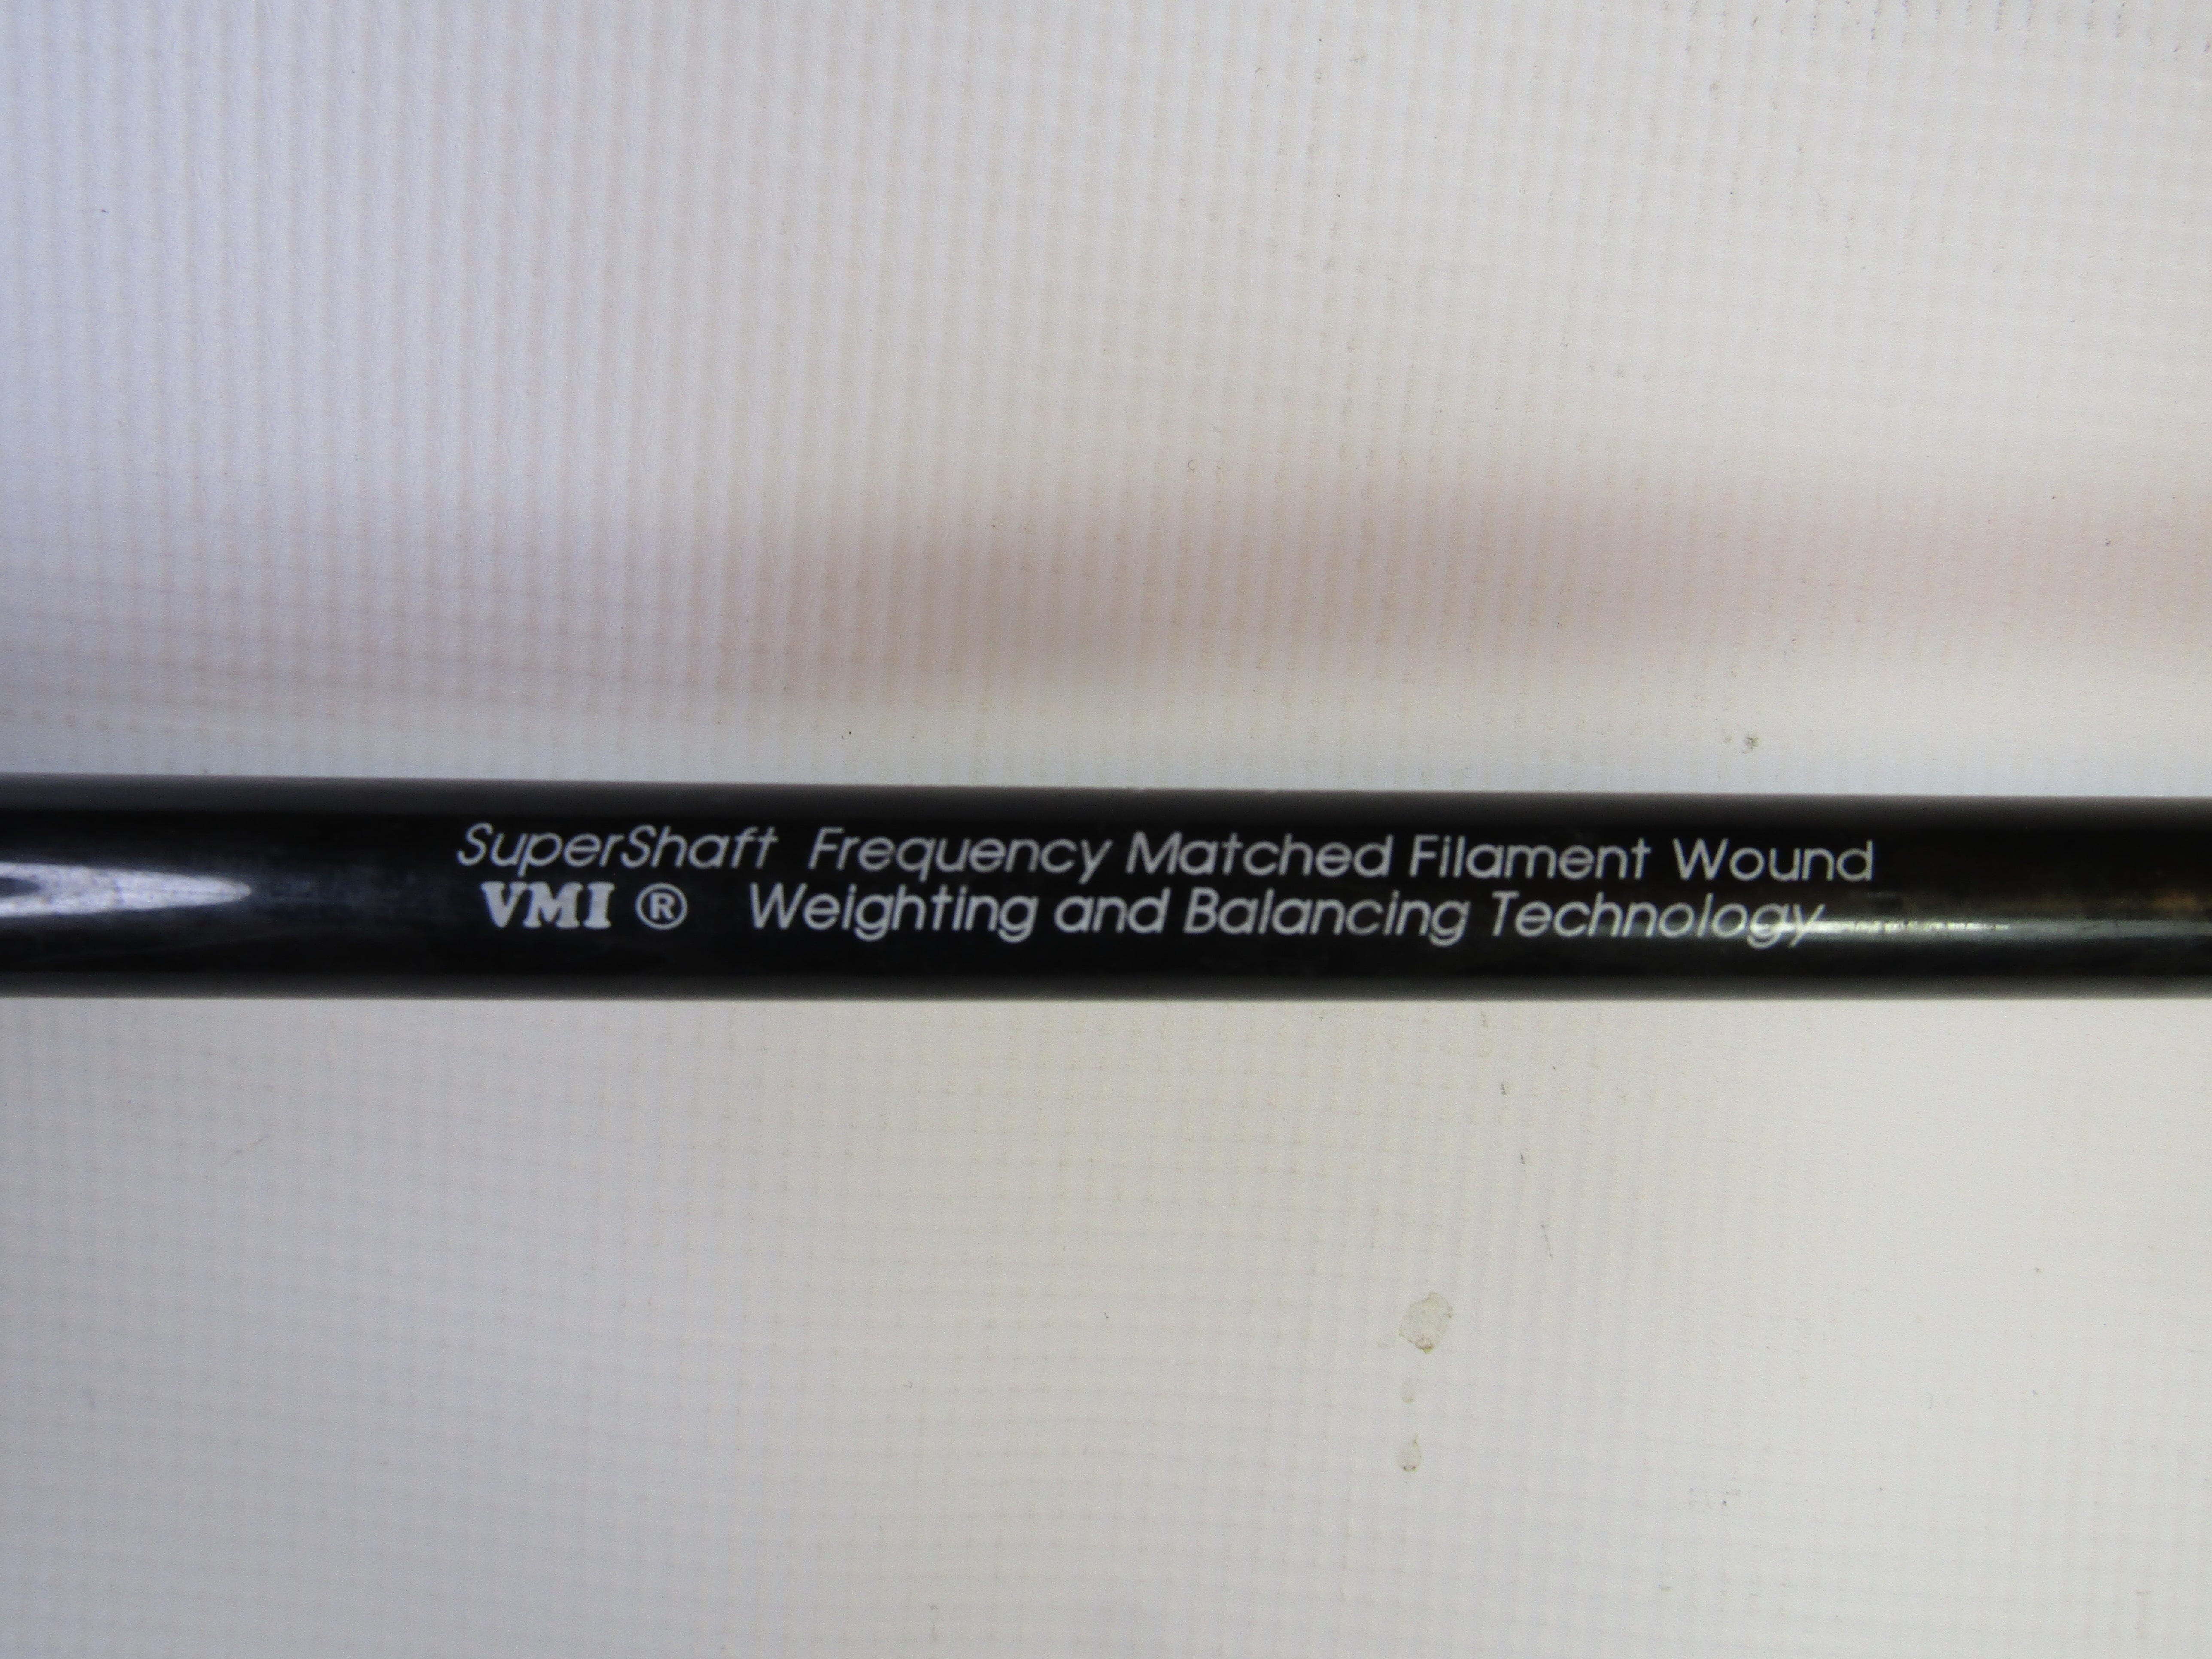 SuperShaft Frequency Matched Filament Wound
VMI ® Weighting and Balancing Technology